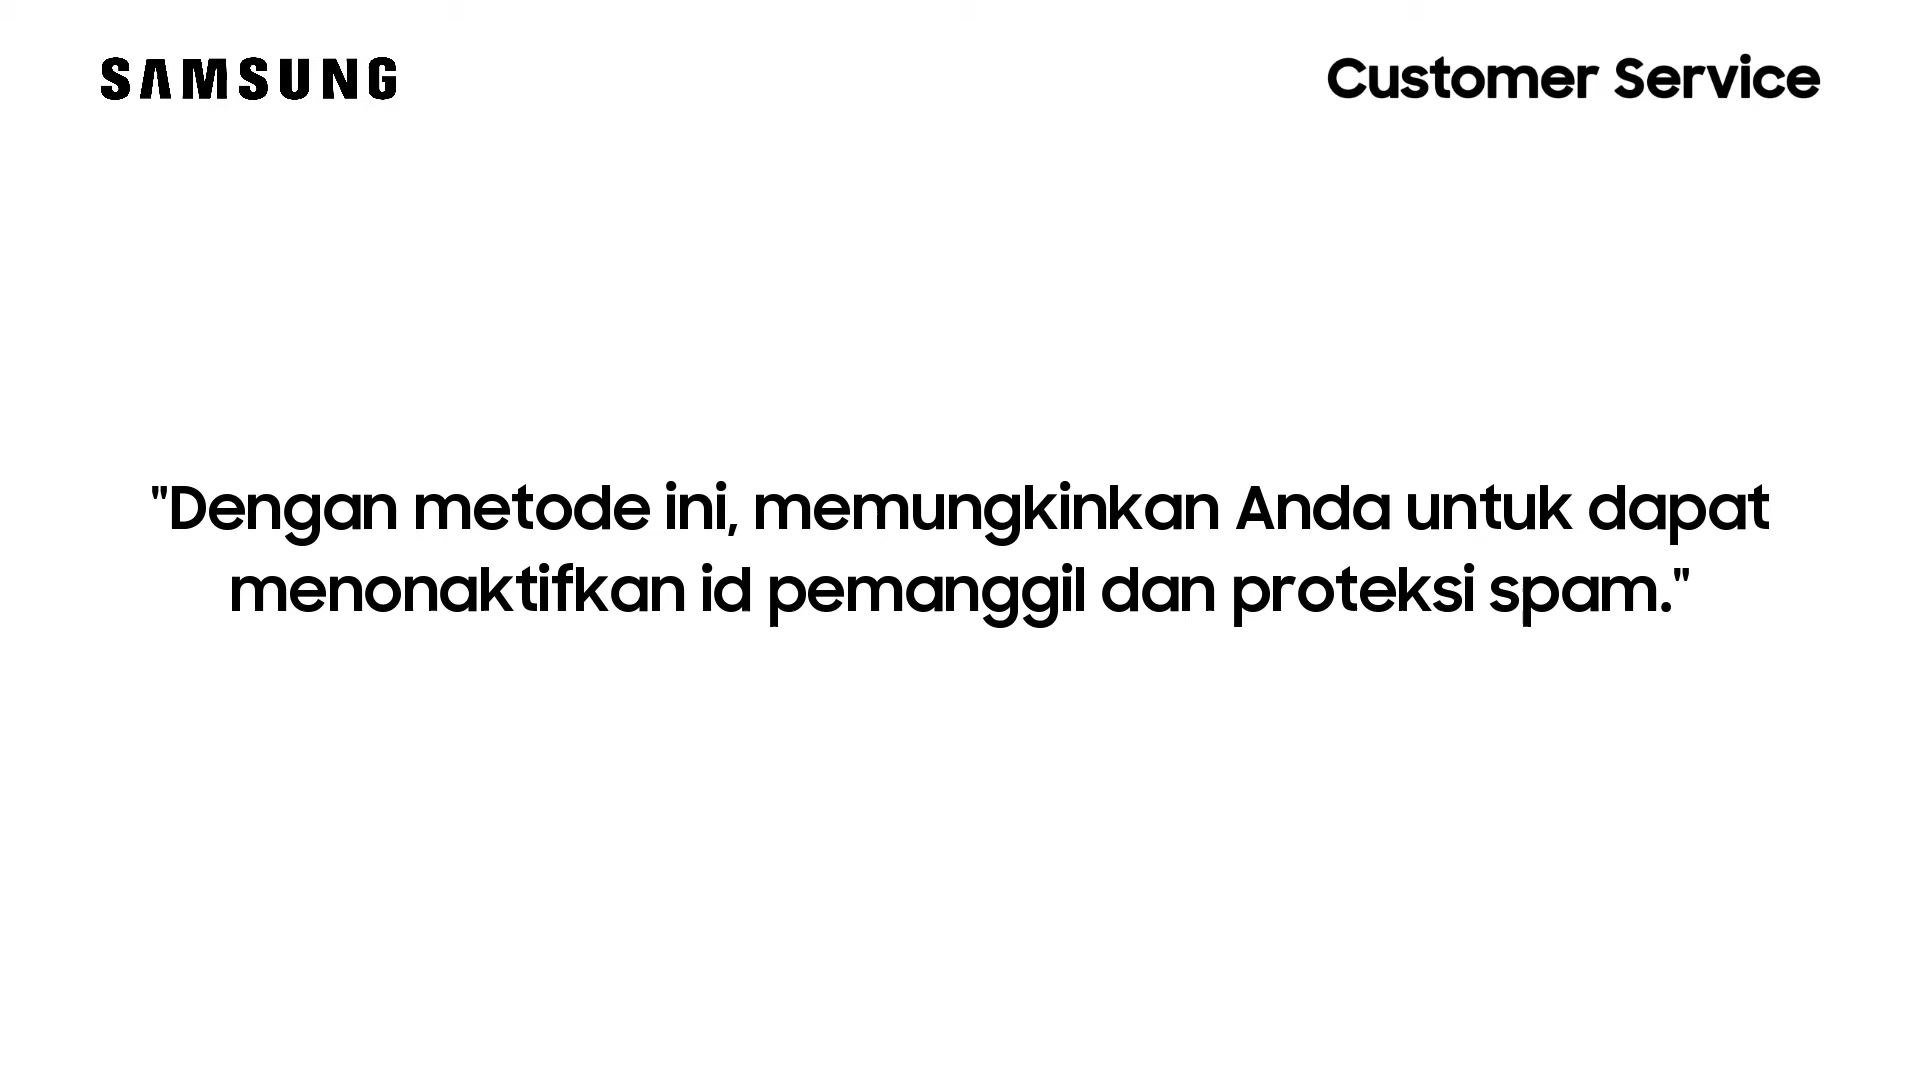 SAMSUNG
Customer Service
"Dengan metode ini, memungkinkan Anda untuk dapat
menonaktifkan id pemanggil dan proteksi spam."